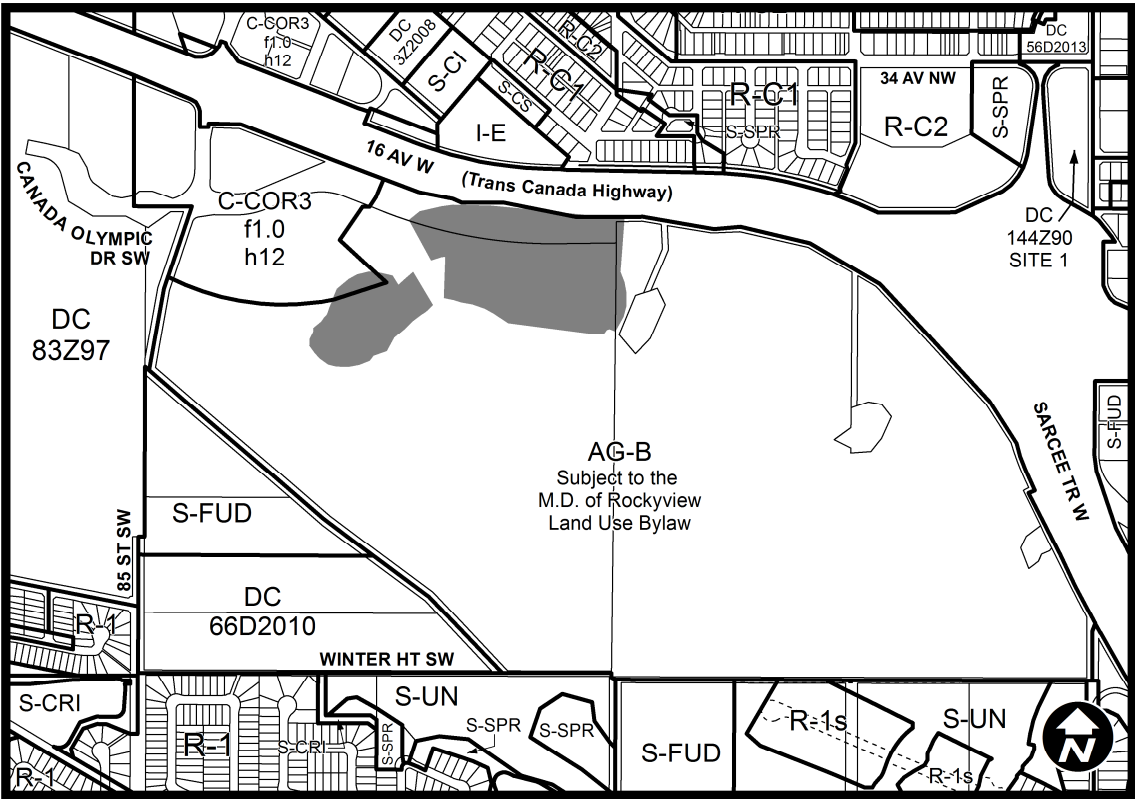 C-COR3
f1.0
h12
DC
3Z2008
S-CI
R-C2
R-C1
S-CS
I-E
R-C1
S-SPR
34 AV NW
R-C2
S-SPR
DC
56D2013
DC
144Z90
SITE 1
16 AV W
(Trans Canada Highway)
CANADA OLYMPIC
DR SW
C-COR3
f1.0
h12
DC
83Z97
AG-B
Subject to the
M.D. of Rockyview
Land Use Bylaw
SARCEE TR W
S-FUD
S-FUD
85 ST SW
DC
66D2010
WINTER HT SW
R-1
S-CRI
R-1
R-1
S-CRI
S-UN
S-SPR
S-SPR
S-SPR
S-FUD
R-1s
S-UN
R-1s
N